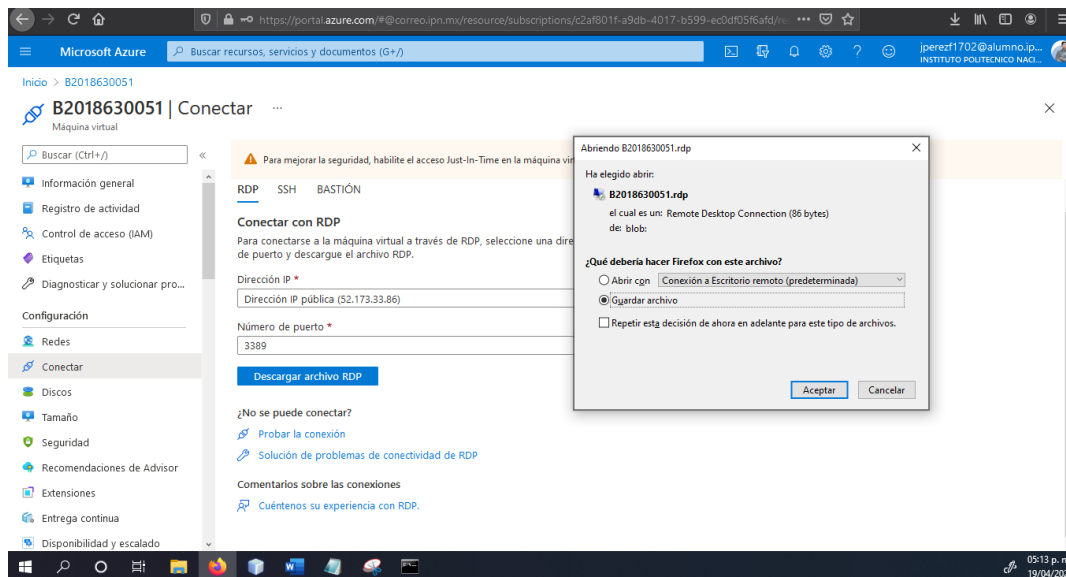 https://portal.azure.com/#@correo.ipn.mx/resource/subscriptions/c2af801f-a9db-4017-b599-ec0df05f6afd/re
Microsoft Azure
Buscar recursos, servicios y documentos (G+/)
jperezf1702@alumno.ip...
INSTITUTO POLITECNICO NACI...
Inicio > B2018630051
B2018630051 | Conectar ...
Máquina virtual
Buscar (Ctrl+/)
«
Información general
Registro de actividad
Control de acceso (IAM)
Etiquetas
Diagnosticar y solucionar pro...
Configuración
Redes
Conectar
Discos
Tamaño
Seguridad
Recomendaciones de Advisor
Extensiones
Entrega continua
Disponibilidad y escalado
Para mejorar la seguridad, habilite el acceso Just-In-Time en la máquina vir
RDP SSH BASTIÓN
Conectar con RDP
Para conectarse a la máquina virtual a través de RDP, seleccione una dire
de puerto y descargue el archivo RDP.
Dirección IP *
Dirección IP pública (52.173.33.86)
Número de puerto *
3389
Descargar archivo RDP
¿No se puede conectar?
Probar la conexión
Solución de problemas de conectividad de RDP
Comentarios sobre las conexiones
Cuéntenos su experiencia con RDP.
Abriendo B2018630051.rdp
Ha elegido abrir:
B2018630051.rdp
el cual es un: Remote Desktop Connection (86 bytes)
de: blob:
¿Qué debería hacer Firefox con este archivo?
Abrir con Conexión a Escritorio remoto (predeterminada)
Guardar archivo
Repetir esta decisión de ahora en adelante para este tipo de archivos.
Aceptar Cancelar
05:13 p. n
19/04/20